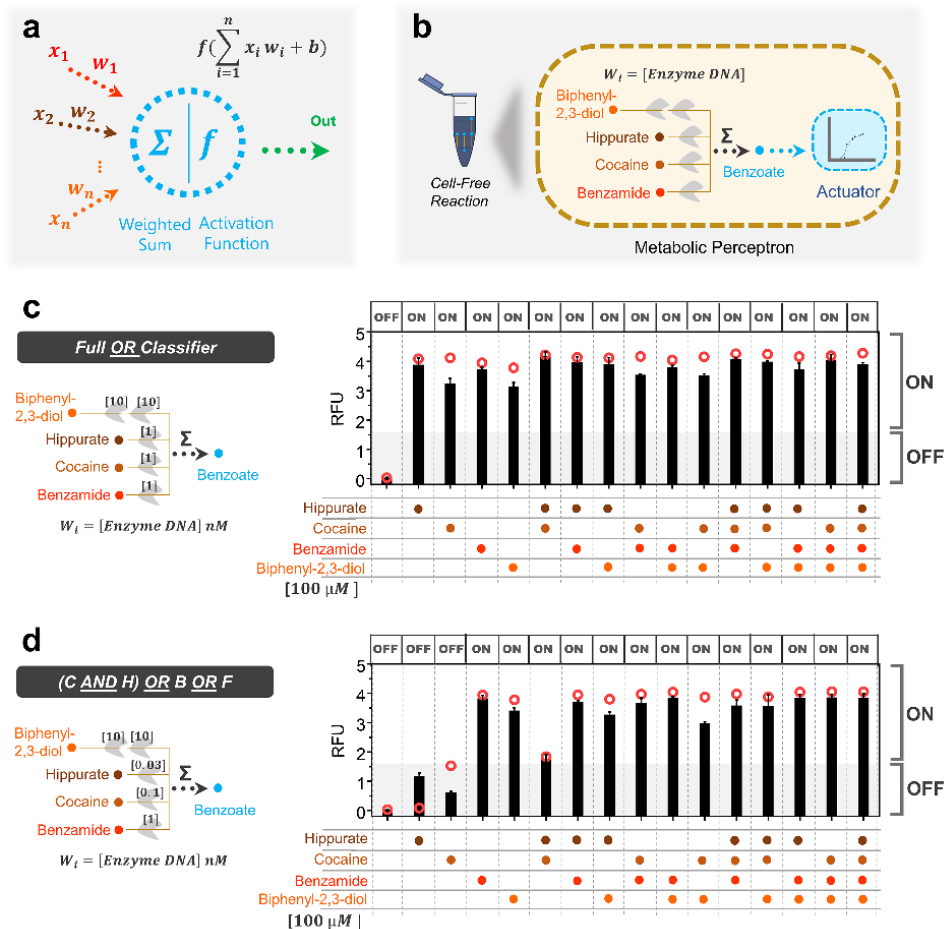 a
x1
w1
x2
w2
⋮
wn
xn
f(∑ i=1 n xi wi + b)
Σ f
Out
Weighted Sum
Activation Function
b
Wi = [Enzyme DNA]
Biphenyl-
2,3-diol
Hippurate
Cocaine
Benzamide
Σ
Benzoate
Actuator
Cell-Free
Reaction
Metabolic Perceptron
c
Full OR Classifier
[10] [10]
Biphenyl-
2,3-diol
Hippurate [1]
Cocaine [1]
Benzamide [1]
Σ
Benzoate
Wi = [Enzyme DNA] nM
OFF ON ON ON ON ON ON ON ON ON ON ON ON ON ON ON
RFU
5
4
3
2
1
0
ON
OFF
Hippurate
Cocaine
Benzamide
Biphenyl-2,3-diol
[100 μM ]
d
(C AND H) OR B OR F
[10] [10]
Biphenyl-
2,3-diol
Hippurate [0.03]
Cocaine [0.1]
Benzamide [1]
Σ
Benzoate
Wi = [Enzyme DNA] nM
OFF OFF OFF ON ON ON ON ON ON ON ON ON ON ON ON ON
RFU
5
4
3
2
1
0
ON
OFF
Hippurate
Cocaine
Benzamide
Biphenyl-2,3-diol
[100 μM ]